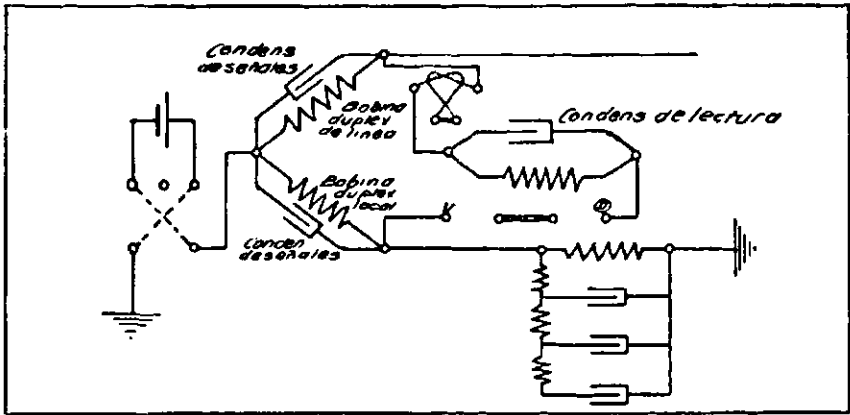 Condens
de señales
Bobina
duplex
de linea
Condens de lectura
Bobina
duplex
local
Conden
de señales